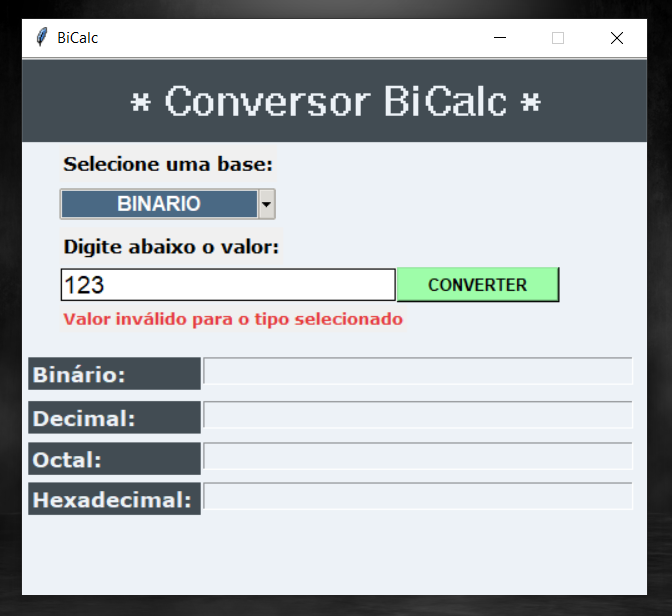 BiCalc
* Conversor BiCalc *
Selecione uma base:
BINARIO
Digite abaixo o valor:
123
CONVERTER
Valor inválido para o tipo selecionado
Binário:
Decimal:
Octal:
Hexadecimal: